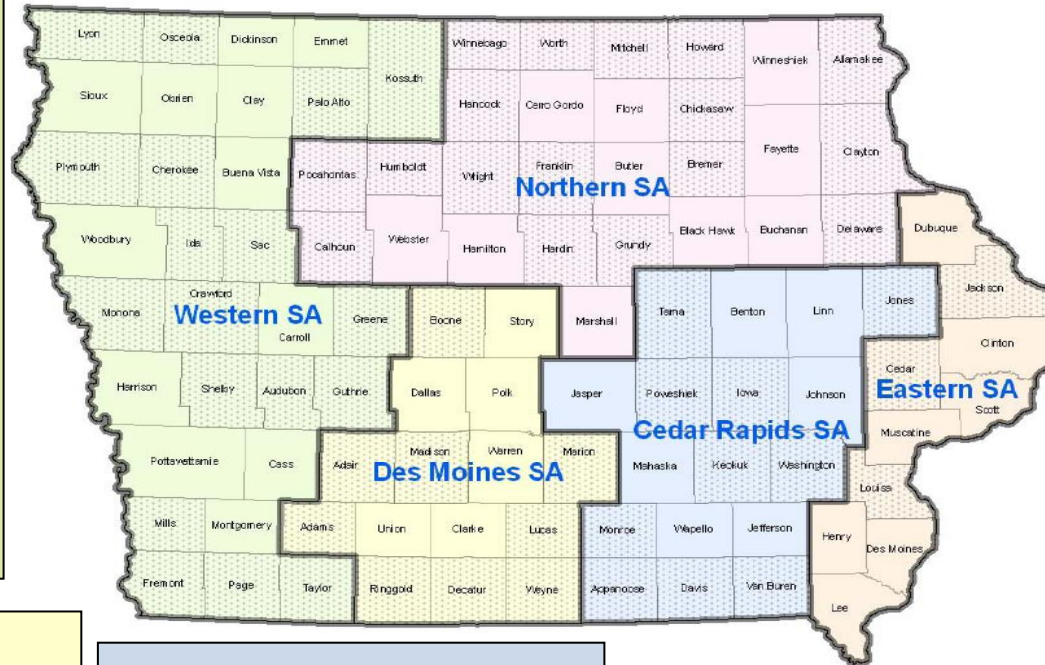 Lyon
Osceola
Dickinson
Emmet
Kossuth
Winnebago
Worth
Mitchell
Howard
Winneshiek
Allamakee
Sioux
Obrien
Clay
Palo Alto
Hancock
Cerro Gordo
Floyd
Chickasaw
Plymouth
Cherokee
Buena Vista
Pocahontas
Humboldt
Wright
Franklin
Butler
Bremer
Fayette
Clayton
Northern SA
Woodbury
Ida
Sac
Calhoun
Webster
Hamilton
Hardin
Grundy
Black Hawk
Buchanan
Delaware
Dubuque
Monona
Crawford
Western SA
Carroll
Greene
Boone
Story
Marshall
Tama
Benton
Linn
Jones
Jackson
Clinton
Harrison
Shelby
Audubon
Guthrie
Dallas
Polk
Jasper
Poweshiek
Iowa
Johnson
Cedar
Eastern SA
Scott
Muscatine
Cedar Rapids SA
Pottavettamie
Cass
Adair
Madison
Warren
Marion
Des Moines SA
Mahaska
Keokuk
Washington
Louisa
Mills
Montgomery
Adams
Union
Clarke
Lucas
Monroe
Wapello
Jefferson
Henry
Des Moines
Fremont
Page
Taylor
Ringgold
Decatur
Wayne
Appanoose
Davis
Van Buren
Lee